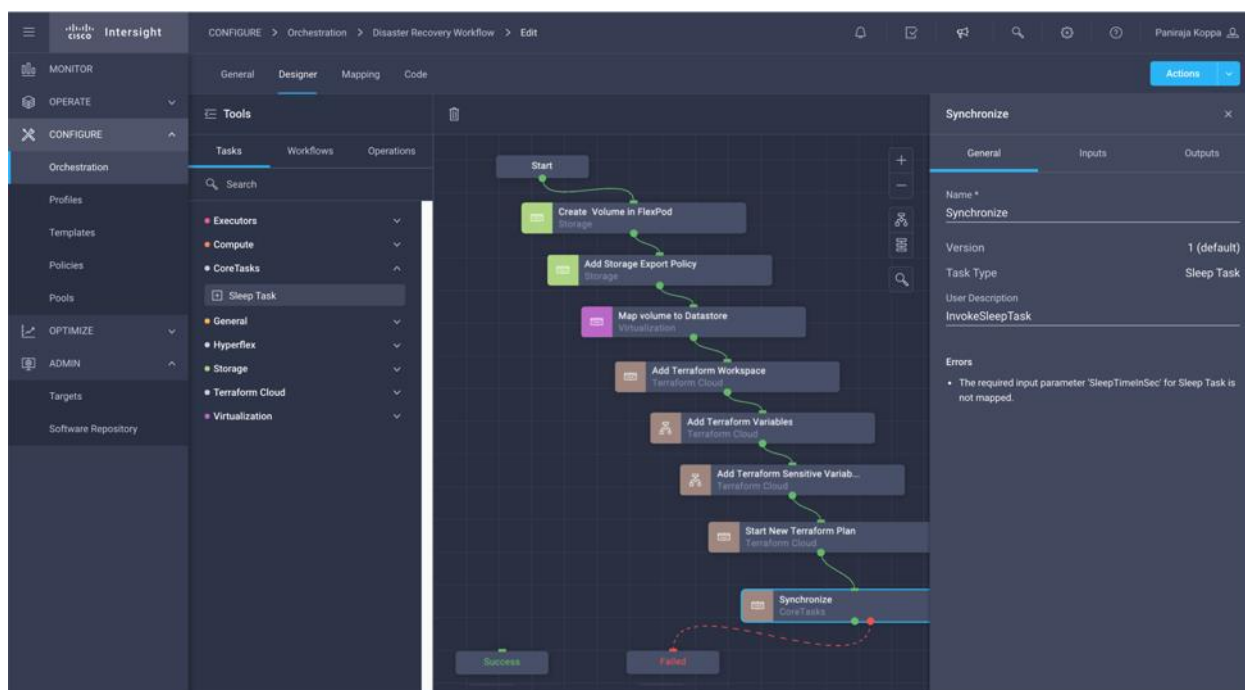 CISCO Intersight
CONFIGURE > Orchestration > Disaster Recovery Workflow > Edit
Paniraja Koppa
MONITOR
OPERATE
CONFIGURE
Orchestration
Profiles
Templates
Policies
Pools
OPTIMIZE
ADMIN
Targets
Software Repository
General Designer Mapping Code
Actions
Tools
Tasks Workflows Operations
Search
Executors
Compute
CoreTasks
Sleep Task
General
Hyperflex
Storage
Terraform Cloud
Virtualization
Start
Create Volume in FlexPod
Storage
Add Storage Export Policy
Storage
Map volume to Datastore
Virtualization
Add Terraform Workspace
Terraform Cloud
Add Terraform Variables
Terraform Cloud
Add Terraform Sensitive Variab...
Terraform Cloud
Start New Terraform Plan
Terraform Cloud
Synchronize
CoreTasks
Success
Failed
Synchronize
General Inputs Outputs
Name *
Synchronize
Version 1 (default)
Task Type Sleep Task
User Description
InvokeSleepTask
Errors
• The required input parameter 'SleepTimeInSec' for Sleep Task is
not mapped.